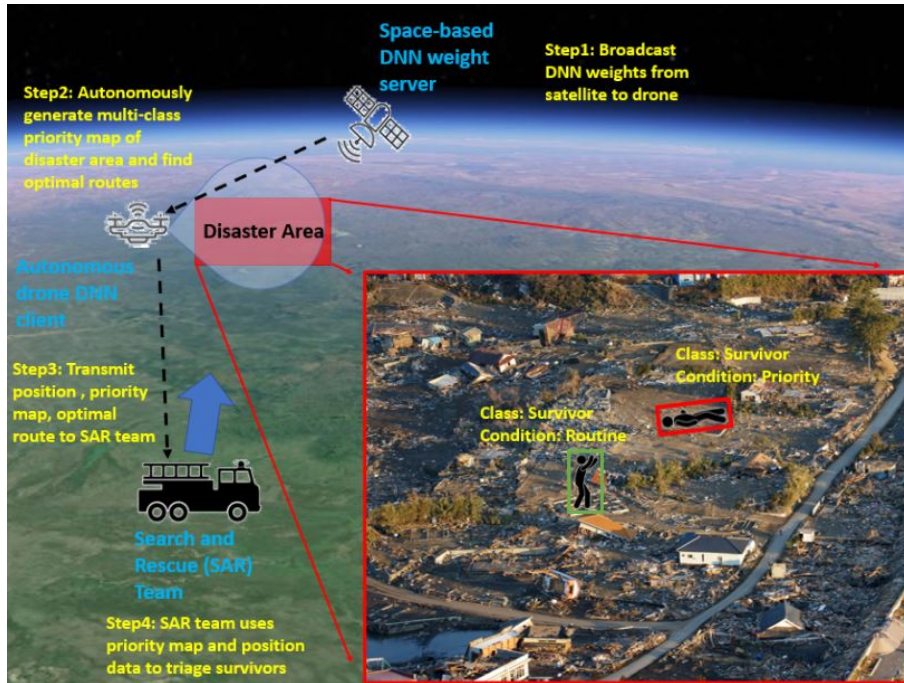 Space-based
DNN weight
server
Step1: Broadcast
DNN weights from
satellite to drone
Step2: Autonomously
generate multi-class
priority map of
disaster area and find
optimal routes
Disaster Area
Autonomous
drone DNN
client
Step3: Transmit
position , priority
map, optimal
route to SAR team
Class: Survivor
Condition: Priority
Class: Survivor
Condition: Routine
Search and
Rescue (SAR)
Team
Step4: SAR team uses
priority map and position
data to triage survivors